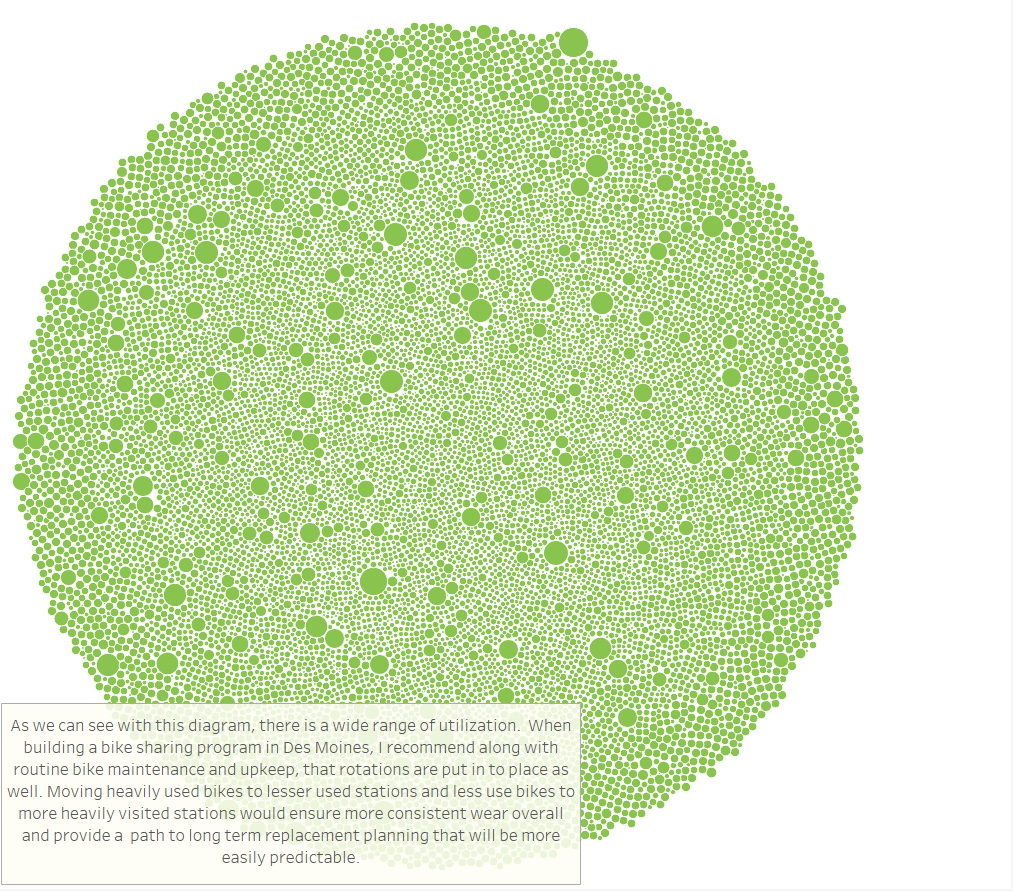 As we can see with this diagram, there is a wide range of utilization.  When
building a bike sharing program in Des Moines, I recommend along with
routine bike maintenance and upkeep, that rotations are put in to place as
well. Moving heavily used bikes to lesser used stations and less use bikes to
more heavily visited stations would ensure more consistent wear overall
and provide a  path to long term replacement planning that will be more
easily predictable.